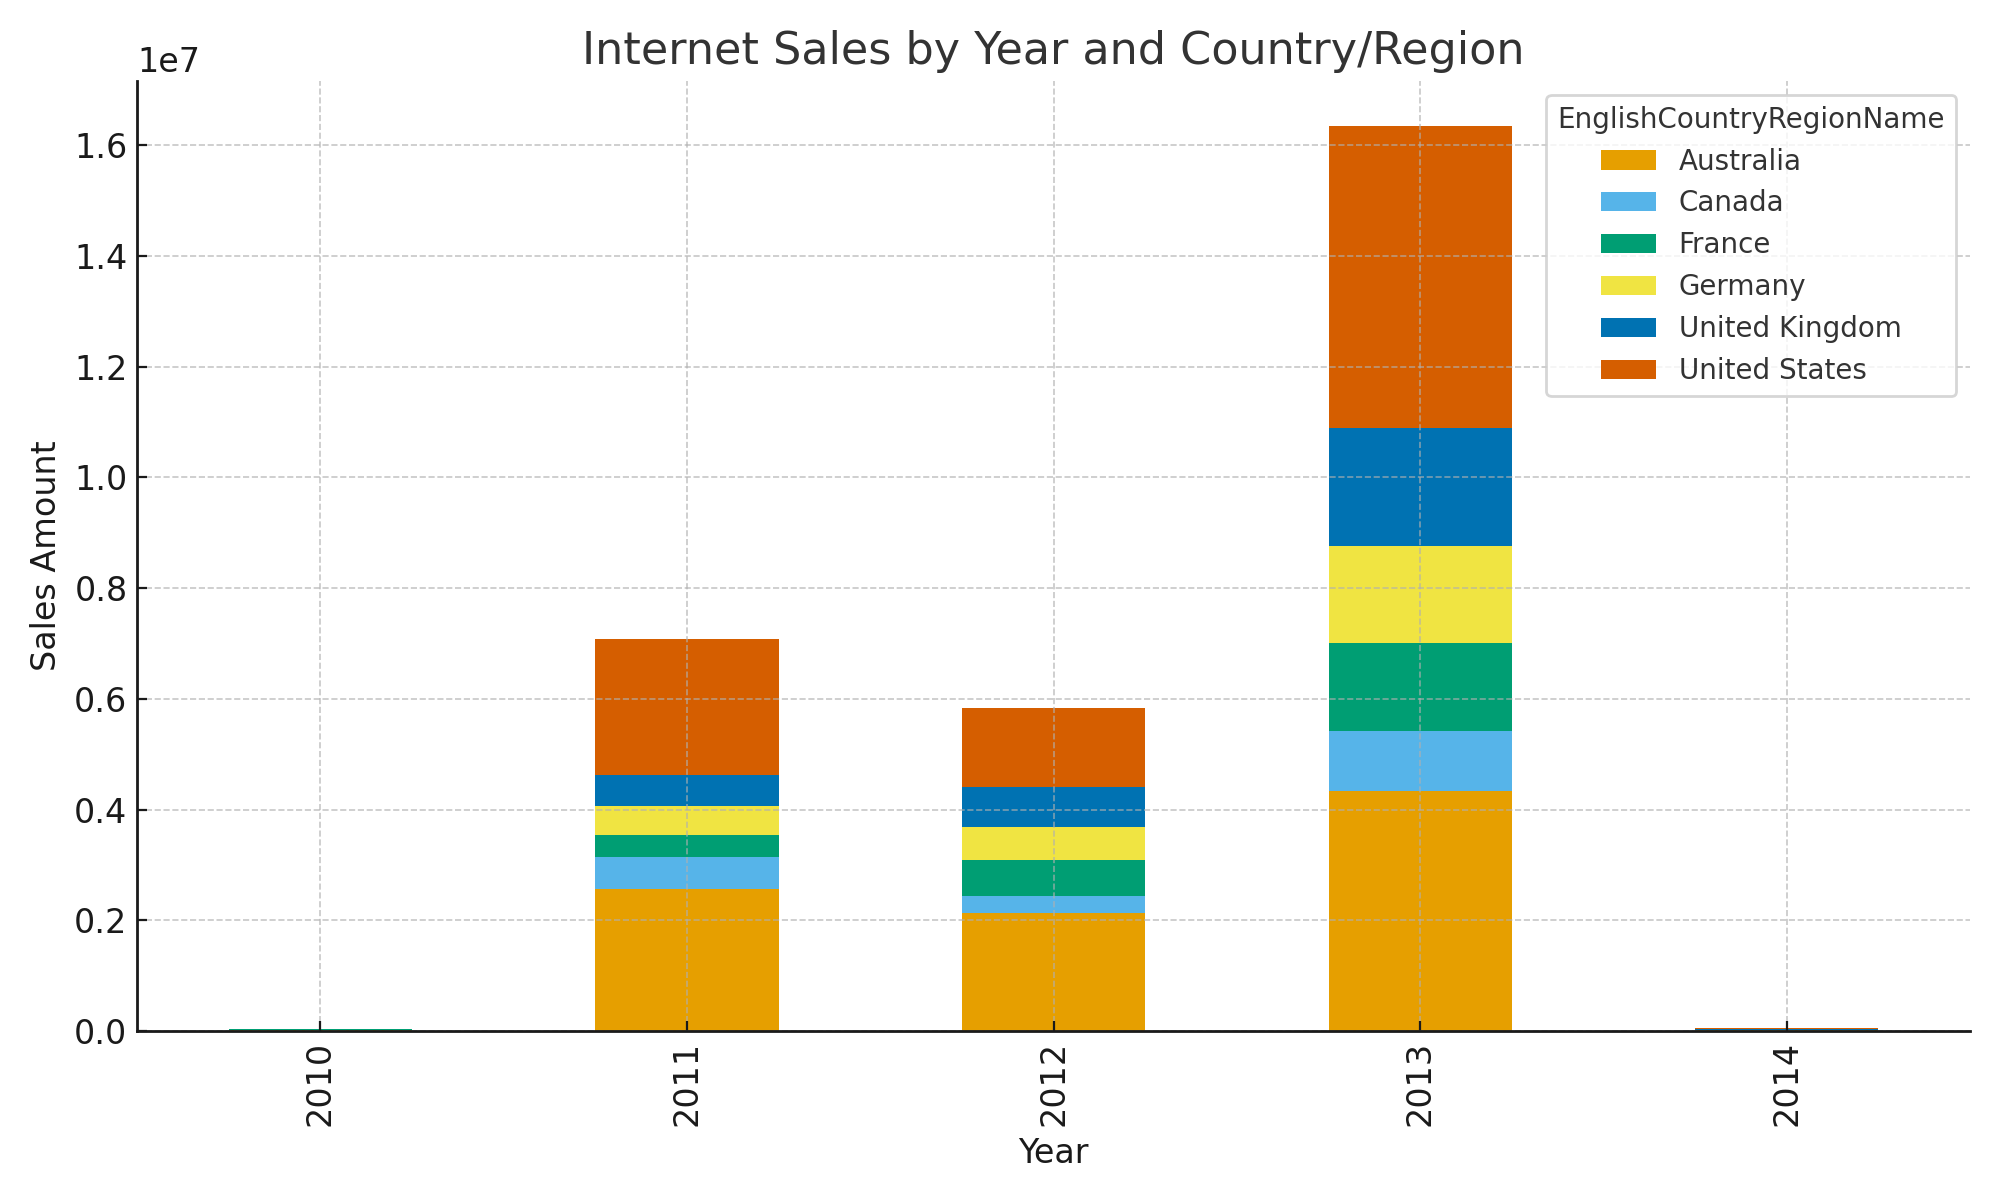 Internet Sales by Year and Country/Region
1e7
EnglishCountryRegionName
Australia
Canada
France
Germany
United Kingdom
United States
1.6
1.4
1.2
1.0
0.8
0.6
0.4
0.2
0.0
Sales Amount
2010
2011
2012
2013
2014
Year